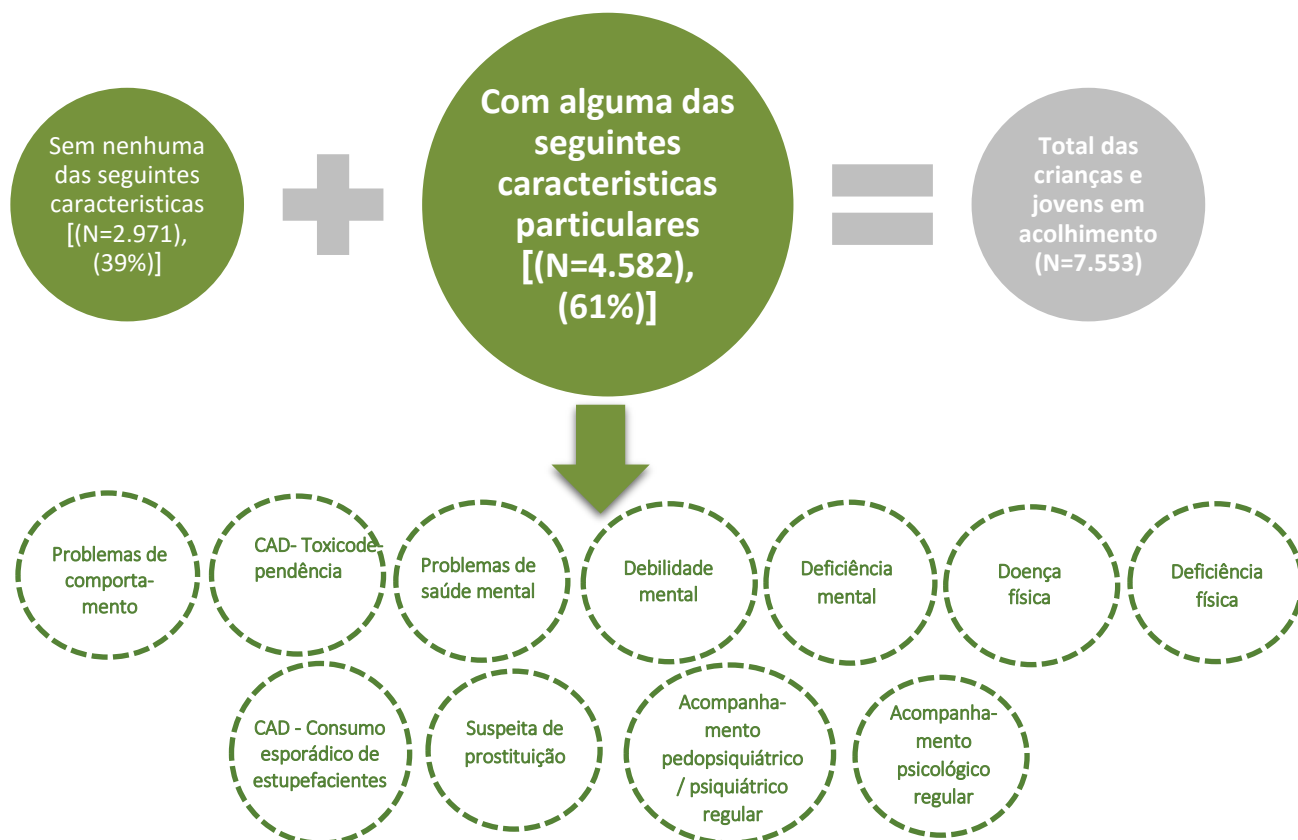 Sem nenhuma
das seguintes
caracteristicas
[(N=2.971),
(39%)]
Com alguma das
seguintes
caracteristicas
particulares
[(N=4.582),
(61%)]
Total das
crianças e
jovens em
acolhimento
(N=7.553)
Problemas de
comporta-
mento
CAD- Toxicode-
pendência
Problemas de
saúde mental
Debilidade
mental
Deficiência
mental
Doença
física
Deficiência
física
CAD - Consumo
esporádico de
estupefacientes
Suspeita de
prostituição
Acompanha-
mento
pedopsiquiátrico
/ psiquiátrico
regular
Acompanha-
mento
psicológico
regular